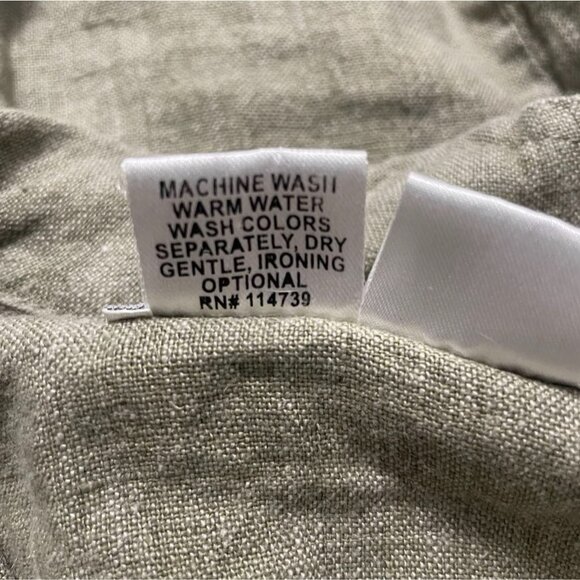 MACHINE WASH
WARM WATER
WASH COLORS
SEPARATELY, DRY
GENTLE, IRONING
OPTIONAL
RN# 114739